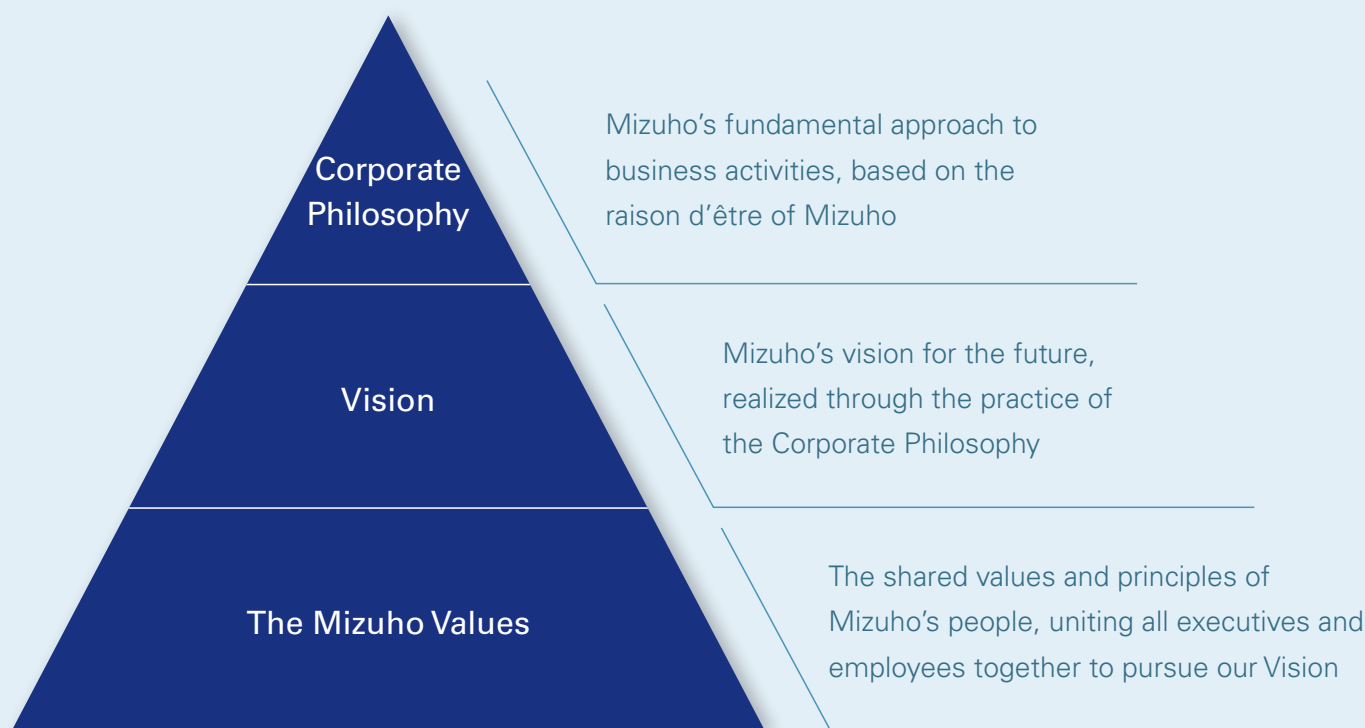 Corporate
Philosophy
Mizuho’s fundamental approach to
business activities, based on the
raison d’être of Mizuho
Vision
Mizuho’s vision for the future,
realized through the practice of
the Corporate Philosophy
The Mizuho Values
The shared values and principles of
Mizuho’s people, uniting all executives and
employees together to pursue our Vision